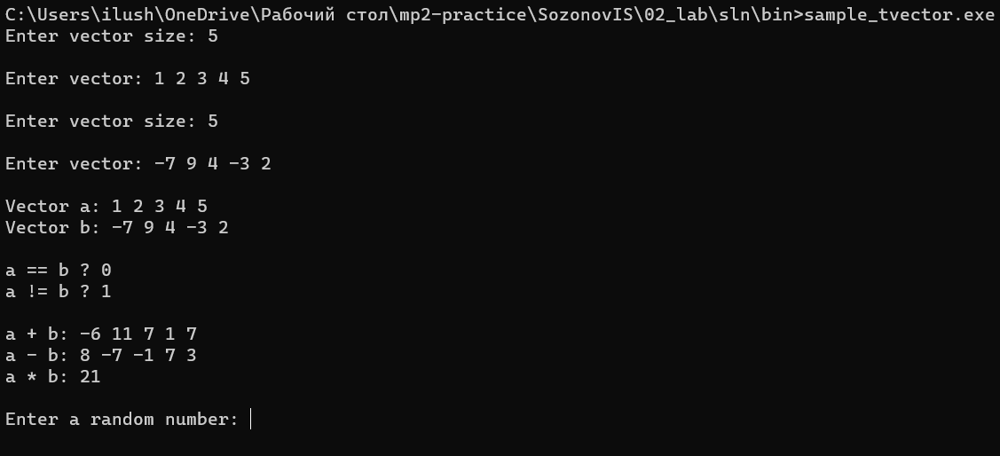 C:\Users\ilush\OneDrive\Рабочий стол\mp2-practice\SozonovIS\02_lab\sln\bin>sample_tvector.exe
Enter vector size: 5
Enter vector: 1 2 3 4 5
Enter vector size: 5
Enter vector: -7 9 4 -3 2
Vector a: 1 2 3 4 5
Vector b: -7 9 4 -3 2
a == b ? 0
a != b ? 1
a + b: -6 11 7 1 7
a - b: 8 -7 -1 7 3
a * b: 21
Enter a random number: